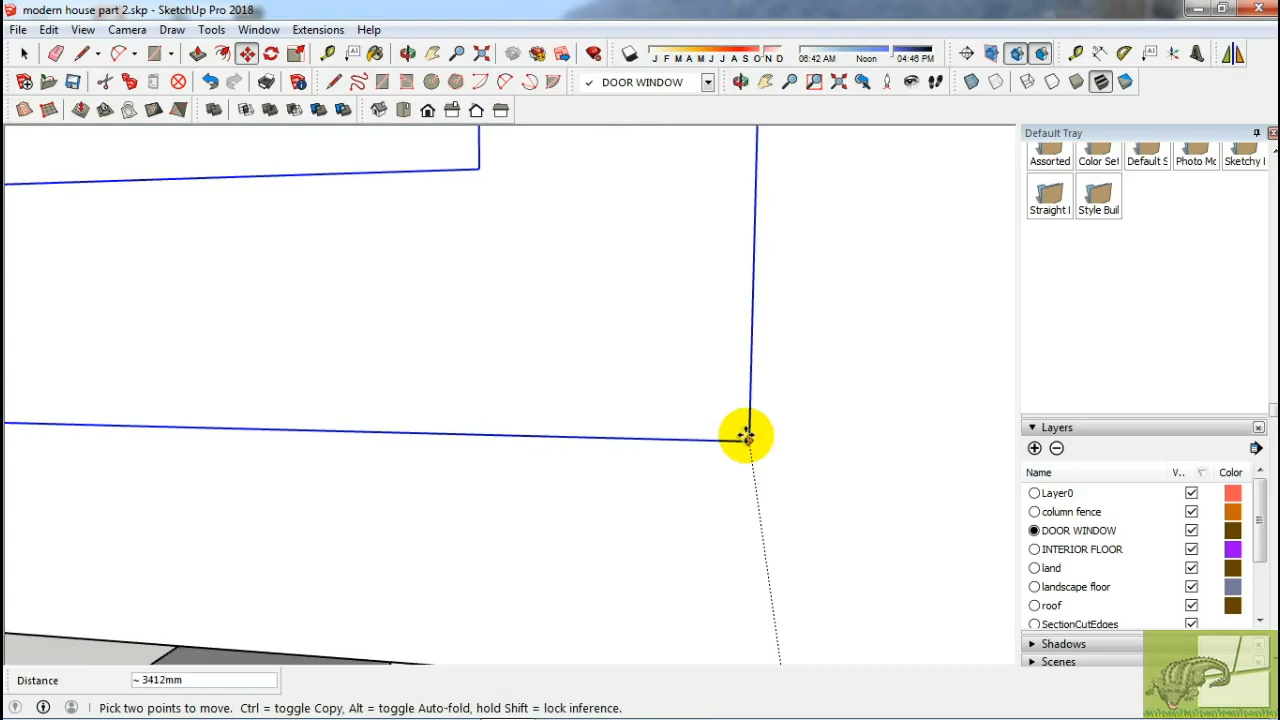 modern house part 2.skp - SketchUp Pro 2018
File Edit View Camera Draw Tools Window Extensions Help
J F M A M J J A S O N D 06:42 AM Noon 04:46 PM
DOOR WINDOW
Default Tray
Assorted Color Set Default S Photo Mo Sketchy
Straight Style Buil
Layers
Name V.. Color
Layer0
column fence
DOOR WINDOW
INTERIOR FLOOR
land
landscape floor
roof
SectionCutEdges
Shadows
Scenes
Distance ~ 3412mm
Pick two points to move. Ctrl = toggle Copy, Alt = toggle Auto-fold, hold Shift = lock inference.